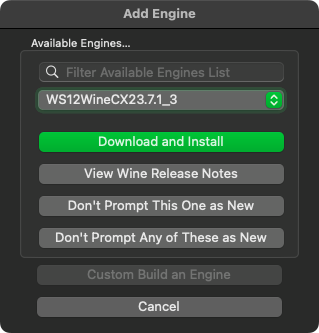 Add Engine
Available Engines...
Filter Available Engines List
WS12WineCX23.7.1_3
Download and Install
View Wine Release Notes
Don't Prompt This One as New
Don't Prompt Any of These as New
Custom Build an Engine
Cancel